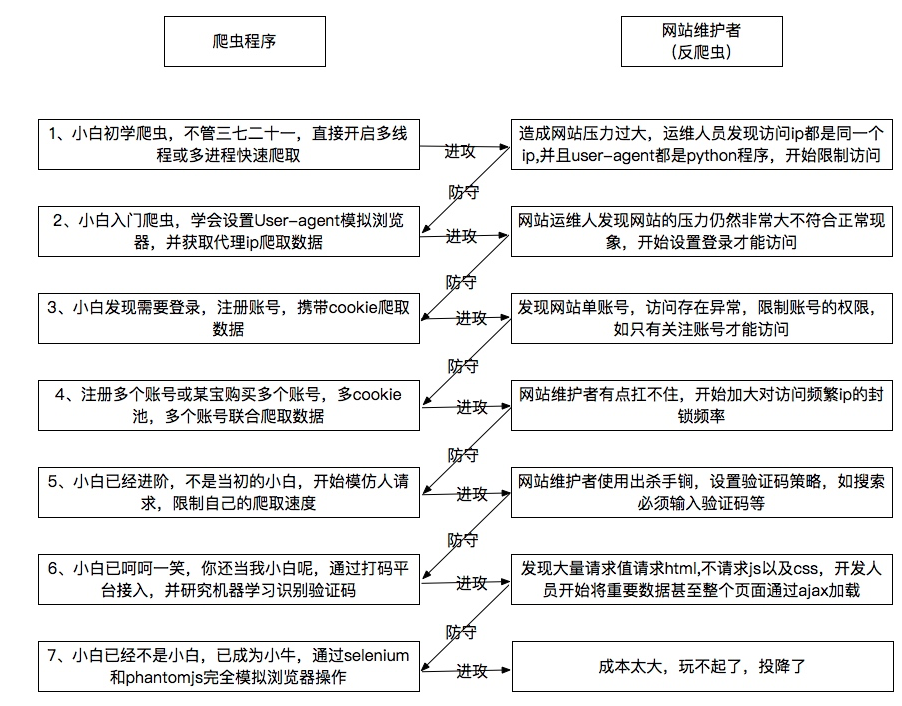 爬虫程序
网站维护者
（反爬虫）
1、小白初学爬虫，不管三七二十一，直接开启多线
程或多进程快速爬取
进攻
造成网站压力过大，运维人员发现访问ip都是同一个
ip,并且user-agent都是python程序，开始限制访问
防守
2、小白入门爬虫，学会设置User-agent模拟浏览
器，并获取代理ip爬取数据
进攻
网站运维人发现网站的压力仍然非常大不符合正常现
象，开始设置登录才能访问
防守
3、小白发现需要登录，注册账号，携带cookie爬取
数据
进攻
发现网站单账号，访问存在异常，限制账号的权限，
如只有关注账号才能访问
防守
4、注册多个账号或某宝购买多个账号，多cookie
池，多个账号联合爬取数据
进攻
网站维护者有点扛不住，开始加大对访问频繁ip的封
锁频率
防守
5、小白已经进阶，不是当初的小白，开始模仿人请
求，限制自己的爬取速度
进攻
网站维护者使用出杀手锏，设置验证码策略，如搜索
必须输入验证码等
防守
6、小白已呵呵一笑，你还当我小白呢，通过打码平
台接入，并研究机器学习识别验证码
进攻
发现大量请求值请求html,不请求js以及css，开发人
员开始将重要数据甚至整个页面通过ajax加载
防守
7、小白已经不是小白，已成为小牛，通过selenium
和phantomjs完全模拟浏览器操作
进攻
成本太大，玩不起了，投降了